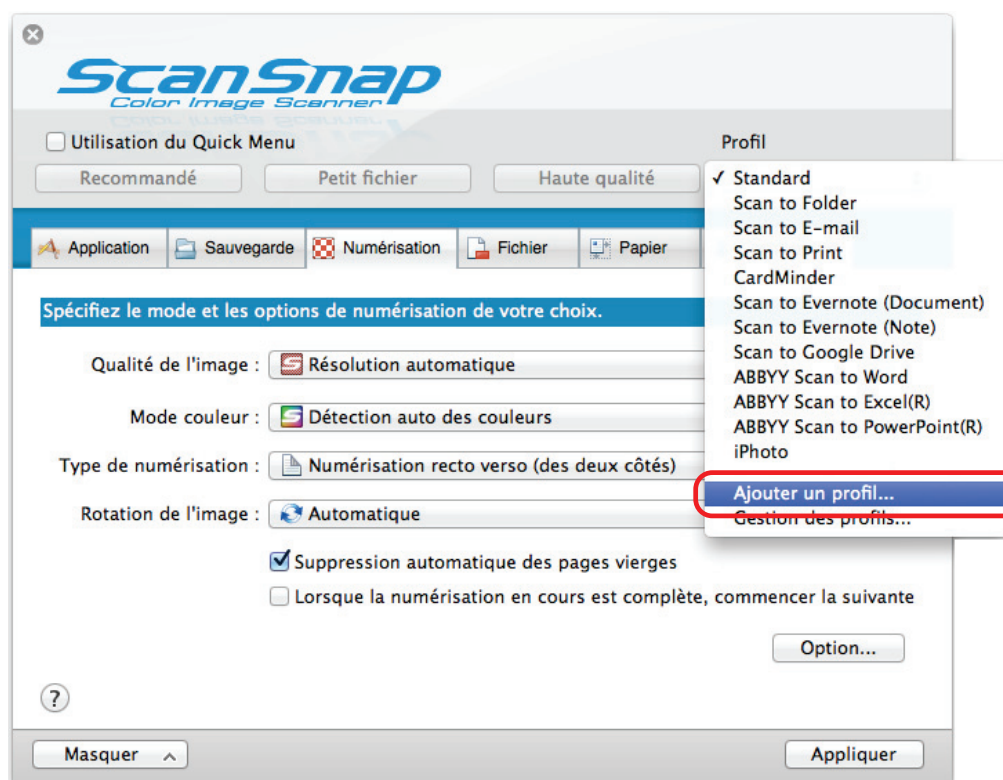 ScanSnap
Color Image Scanner
Utilisation du Quick Menu
Profil
Recommandé
Petit fichier
Haute qualité
✓ Standard
Scan to Folder
Scan to E-mail
Scan to Print
CardMinder
Scan to Evernote (Document)
Scan to Evernote (Note)
Scan to Google Drive
ABBYY Scan to Word
ABBYY Scan to Excel(R)
ABBYY Scan to PowerPoint(R)
iPhoto
Ajouter un profil...
Gestion des profils...
Application
Sauvegarde
Numérisation
Fichier
Papier
Spécifiez le mode et les options de numérisation de votre choix.
Qualité de l'image : Résolution automatique
Mode couleur : Détection auto des couleurs
Type de numérisation : Numérisation recto verso (des deux côtés)
Rotation de l'image : Automatique
Suppression automatique des pages vierges
Lorsque la numérisation en cours est complète, commencer la suivante
Option...
?
Masquer
Appliquer